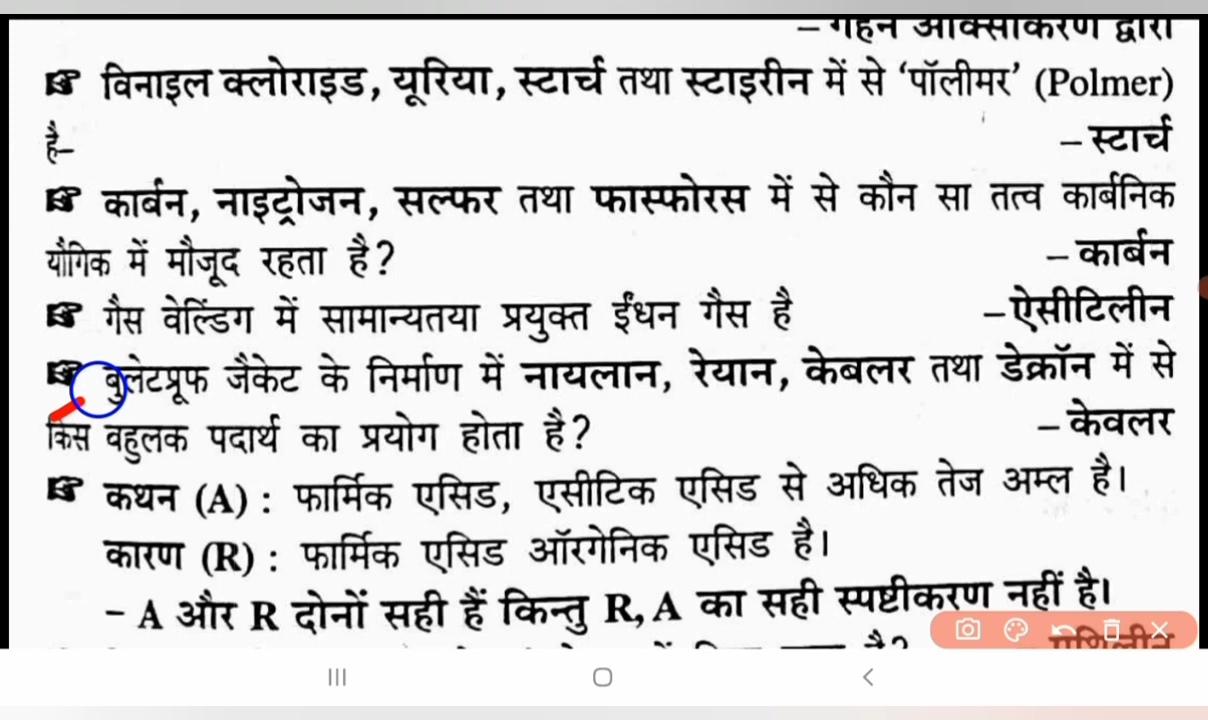 – गहन ऑक्सीकरण द्वारा
☞ विनाइल क्लोराइड, यूरिया, स्टार्च तथा स्टाइरीन में से ‘पॉलीमर’ (Polmer)
है– – स्टार्च
☞ कार्बन, नाइट्रोजन, सल्फर तथा फास्फोरस में से कौन सा तत्व कार्बनिक
यौगिक में मौजूद रहता है? – कार्बन
☞ गैस वेल्डिंग में सामान्यतया प्रयुक्त ईंधन गैस है –ऐसीटिलीन
☞ बुलेटप्रूफ जैकेट के निर्माण में नायलान, रेयान, केबलर तथा डेक्रॉन में से
किस वहुलक पदार्थ का प्रयोग होता है? – केवलर
☞ कथन (A) : फार्मिक एसिड, एसीटिक एसिड से अधिक तेज अम्ल है।
कारण (R) : फार्मिक एसिड ऑरगेनिक एसिड है।
– A और R दोनों सही हैं किन्तु R, A का सही स्पष्टीकरण नहीं है।